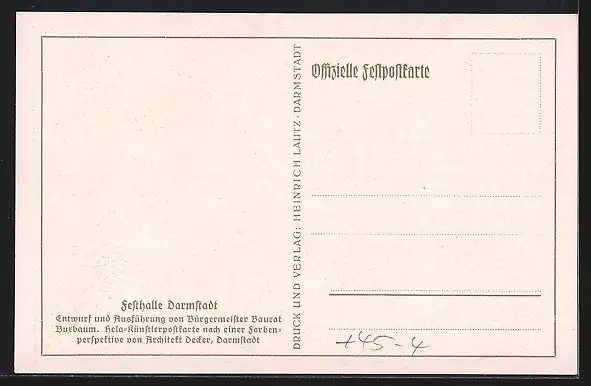 Offizielle Festpostkarte
DRUCK UND VERLAG: HEINRICH LAUTZ · DARMSTADT
Festhalle Darmstadt
Entwurf und Ausführung von Bürgermeister Baurat
Buxbaum. Hela-Künstlerpostkarte nach einer Farben-
perspektive von Architekt Decker, Darmstadt
+45-4